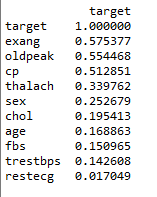 target
target 1.000000
exang 0.575377
oldpeak 0.554468
cp 0.512851
thalach 0.339762
sex 0.252679
chol 0.195413
age 0.168863
fbs 0.150965
trestbps 0.142608
restecg 0.017049